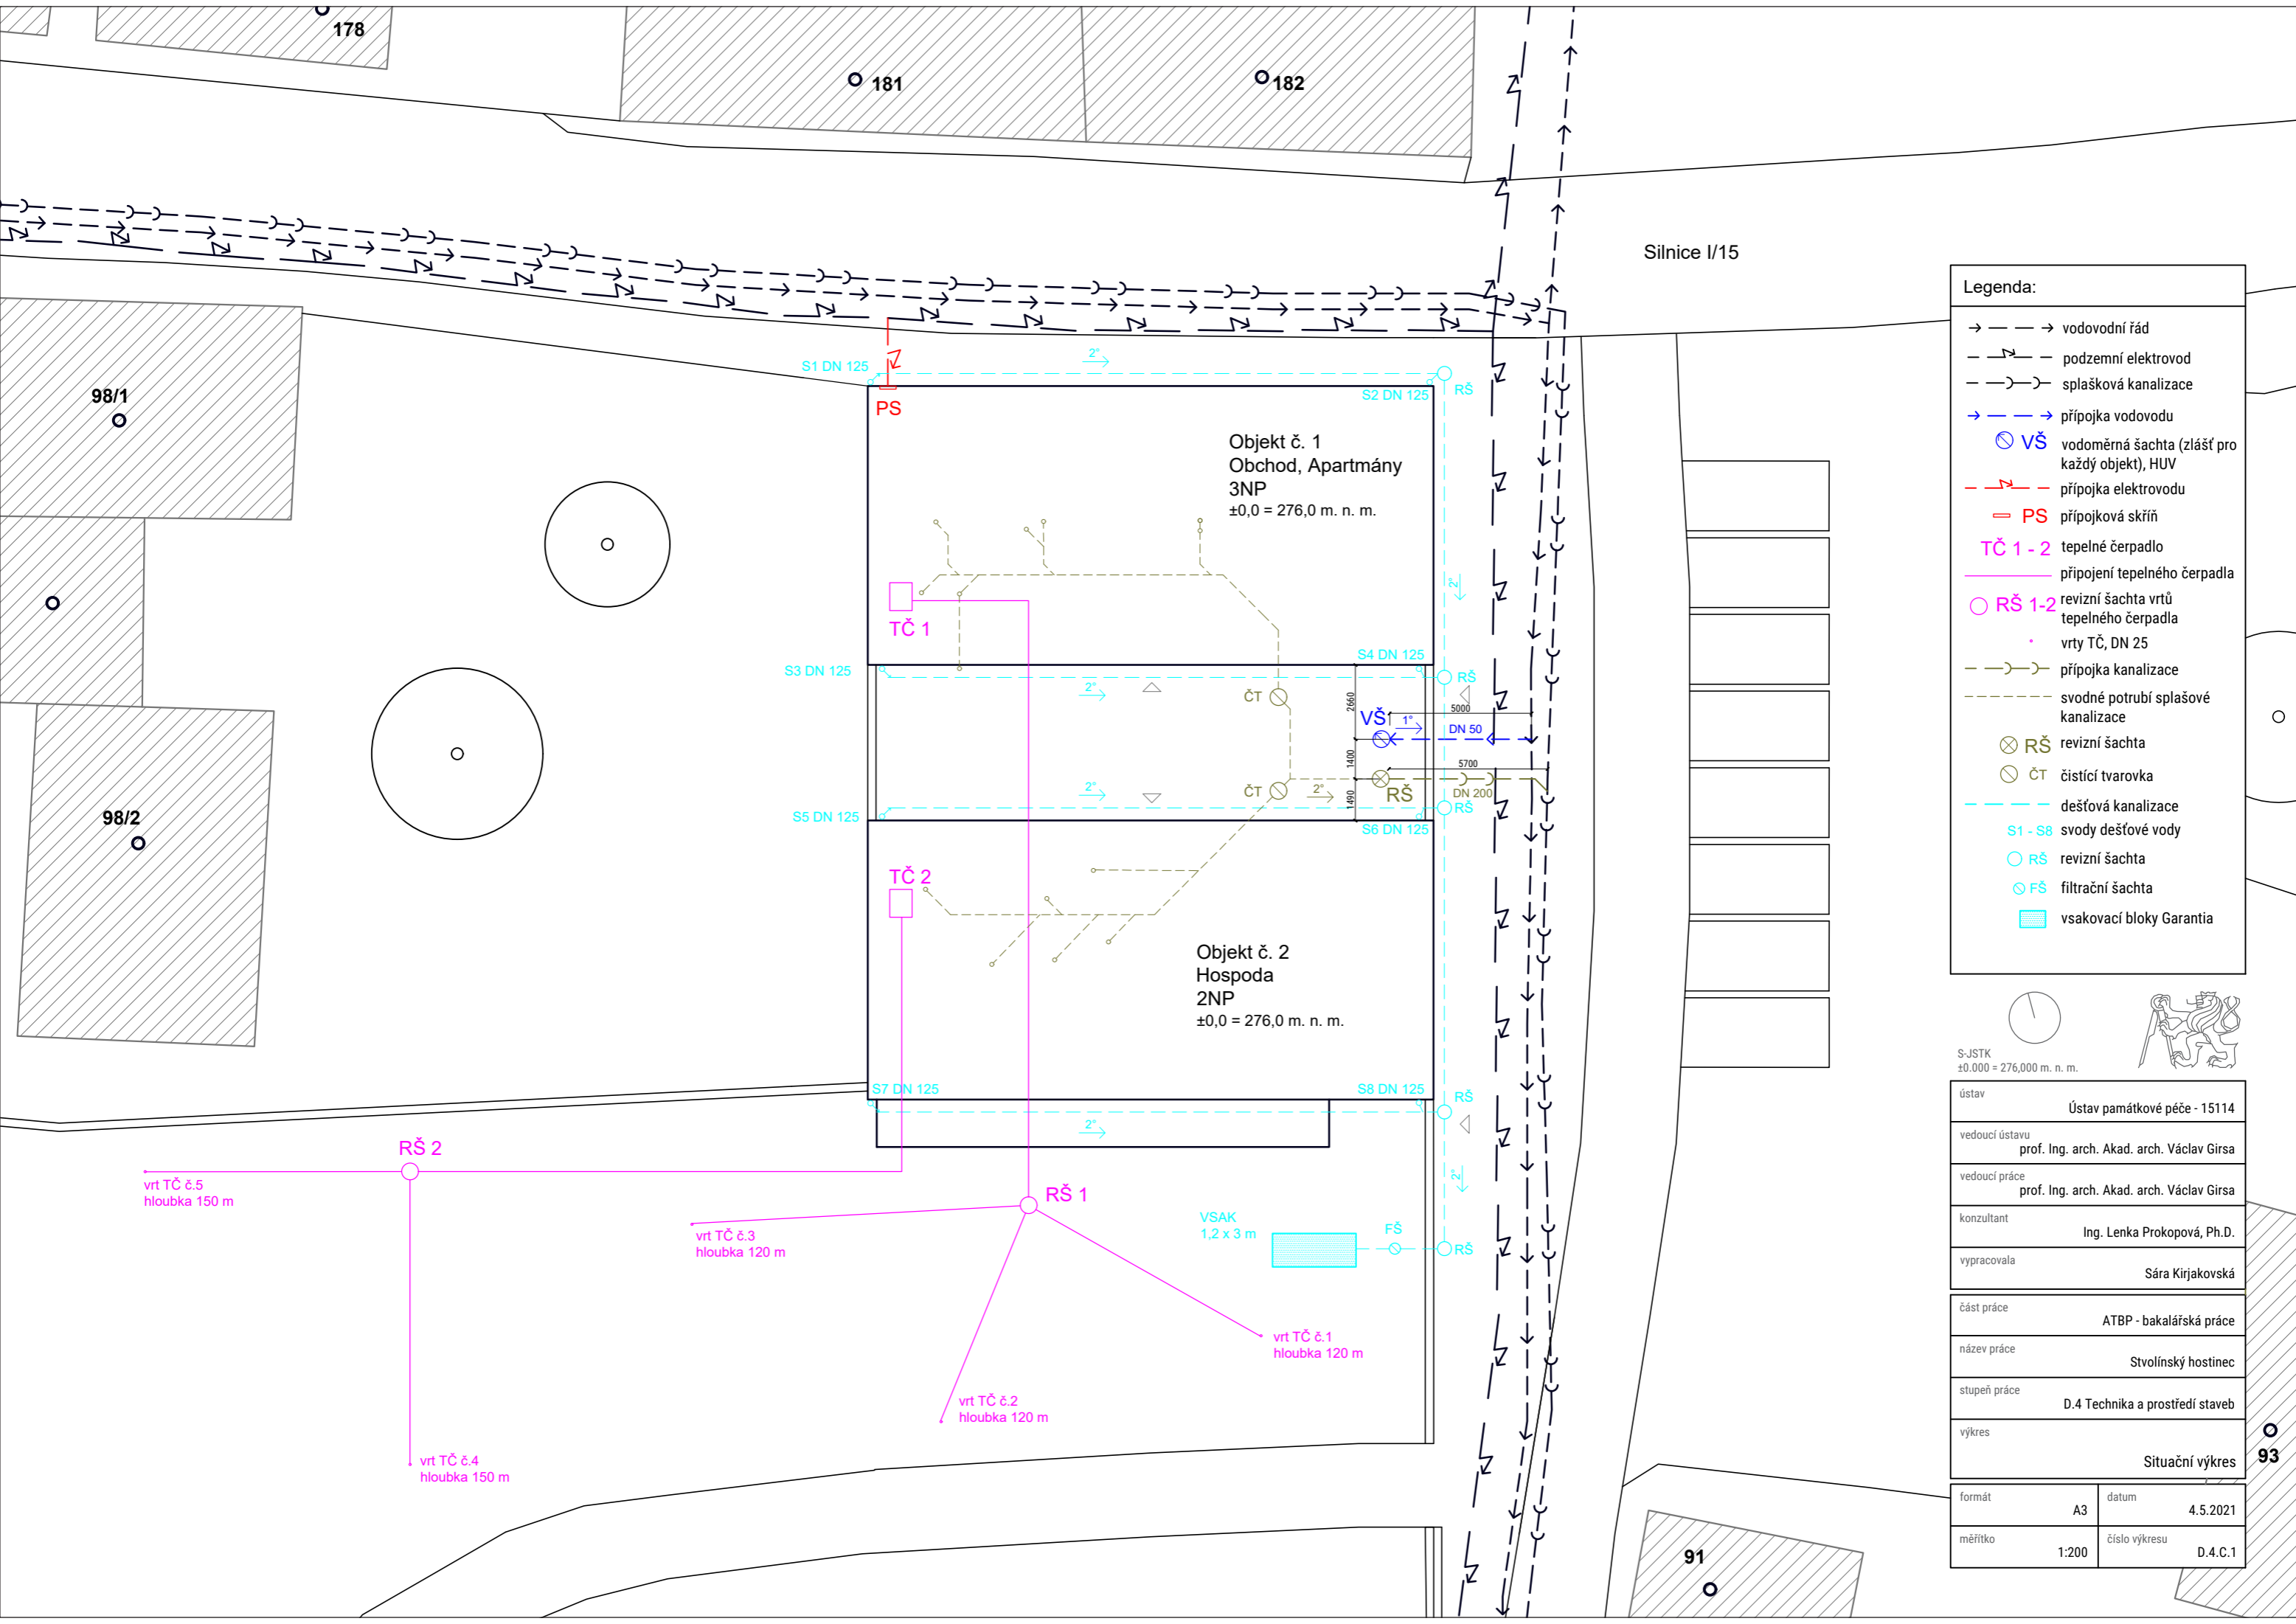 178
181
182
Silnice I/15
98/1
98/2
S1 DN 125
2°
RŠ
S2 DN 125
PS
Objekt č. 1
Obchod, Apartmány
3NP
±0,0 = 276,0 m. n. m.
2°
TČ 1
S3 DN 125
S4 DN 125
RŠ
2°
ČT
2660
VŠ
1°
5000
DN 50
1400
5700
ČT
2°
RŠ
DN 200
2°
1490
RŠ
S5 DN 125
S6 DN 125
TČ 2
Objekt č. 2
Hospoda
2NP
±0,0 = 276,0 m. n. m.
S7 DN 125
S8 DN 125
RŠ
2°
2°
RŠ 2
vrt TČ č.5
hloubka 150 m
RŠ 1
vrt TČ č.3
hloubka 120 m
VSAK
1,2 x 3 m
FŠ
RŠ
vrt TČ č.1
hloubka 120 m
vrt TČ č.2
hloubka 120 m
vrt TČ č.4
hloubka 150 m
91
93
Legenda:
vodovodní řád
podzemní elektrovod
splašková kanalizace
přípojka vodovodu
VŠ vodoměrná šachta (zlášť pro
každý objekt), HUV
přípojka elektrovodu
PS přípojková skříň
TČ 1 - 2 tepelné čerpadlo
připojení tepelného čerpadla
RŠ 1-2 revizní šachta vrtů
tepelného čerpadla
vrty TČ, DN 25
přípojka kanalizace
svodné potrubí splašové
kanalizace
RŠ revizní šachta
ČT čistící tvarovka
dešťová kanalizace
S1 - S8 svody dešťové vody
RŠ revizní šachta
FŠ filtrační šachta
vsakovací bloky Garantia
S-JSTK
±0.000 = 276,000 m. n. m.
ústav
Ústav památkové péče - 15114
vedoucí ústavu
prof. Ing. arch. Akad. arch. Václav Girsa
vedoucí práce
prof. Ing. arch. Akad. arch. Václav Girsa
konzultant
Ing. Lenka Prokopová, Ph.D.
vypracovala
Sára Kirjakovská
část práce
ATBP - bakalářská práce
název práce
Stvolínský hostinec
stupeň práce
D.4 Technika a prostředí staveb
výkres
Situační výkres
formát
A3
datum
4.5.2021
měřítko
1:200
číslo výkresu
D.4.C.1